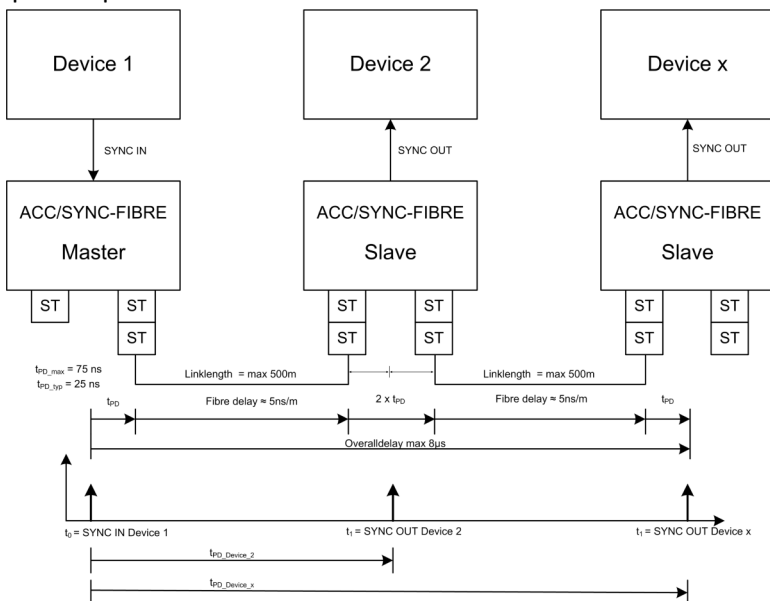 Device 1
Device 2
Device x
SYNC IN
SYNC OUT
SYNC OUT
ACC/SYNC-FIBRE
Master
ACC/SYNC-FIBRE
Slave
ACC/SYNC-FIBRE
Slave
ST
ST
ST
ST
ST
ST
ST
ST
ST
ST
tPD_max = 75 ns
tPD_typ = 25 ns
Linklength = max 500m
Linklength = max 500m
tPD
Fibre delay ≈ 5ns/m
2 x tPD
Fibre delay ≈ 5ns/m
tPD
Overalldelay max 8µs
t0 = SYNC IN Device 1
t1 = SYNC OUT Device 2
t1 = SYNC OUT Device x
tPD_Device_2
tPD_Device_x